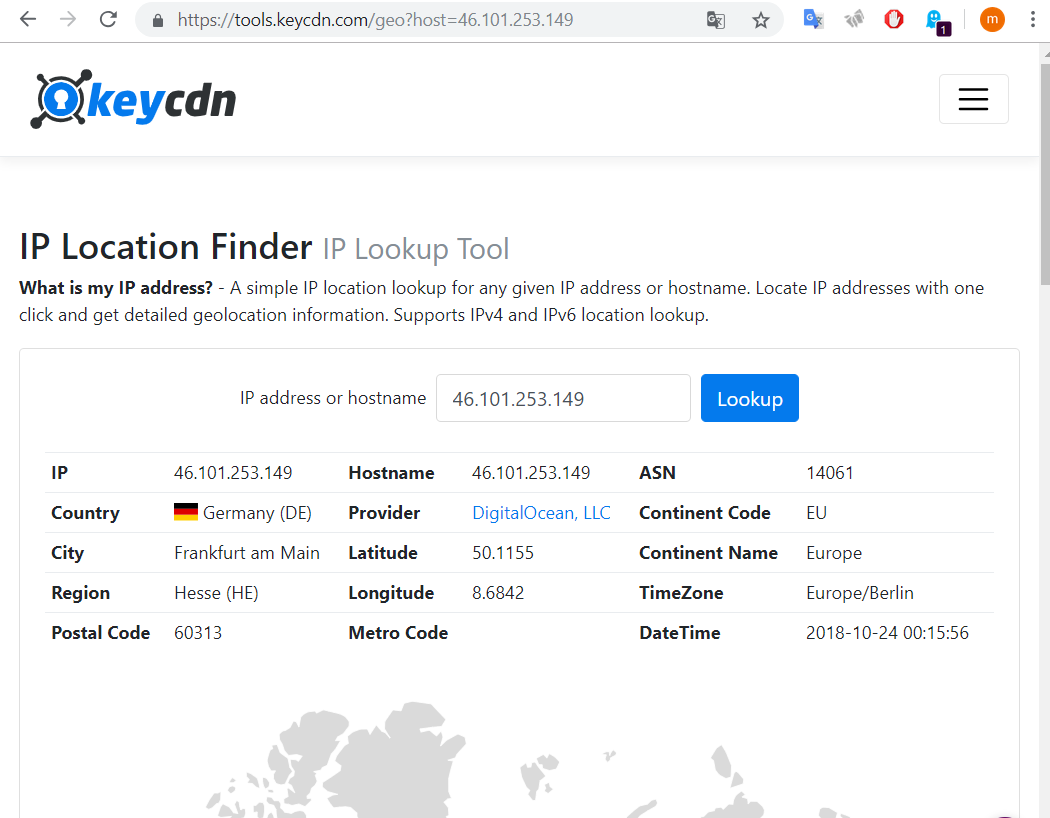 https://tools.keycdn.com/geo?host=46.101.253.149
1
m
keycdn
IP Location Finder IP Lookup Tool
What is my IP address? - A simple IP location lookup for any given IP address or hostname. Locate IP addresses with one
click and get detailed geolocation information. Supports IPv4 and IPv6 location lookup.
IP address or hostname 46.101.253.149 Lookup
IP 46.101.253.149 Hostname 46.101.253.149 ASN 14061
Country Germany (DE) Provider DigitalOcean, LLC Continent Code EU
City Frankfurt am Main Latitude 50.1155 Continent Name Europe
Region Hesse (HE) Longitude 8.6842 TimeZone Europe/Berlin
Postal Code 60313 Metro Code DateTime 2018-10-24 00:15:56